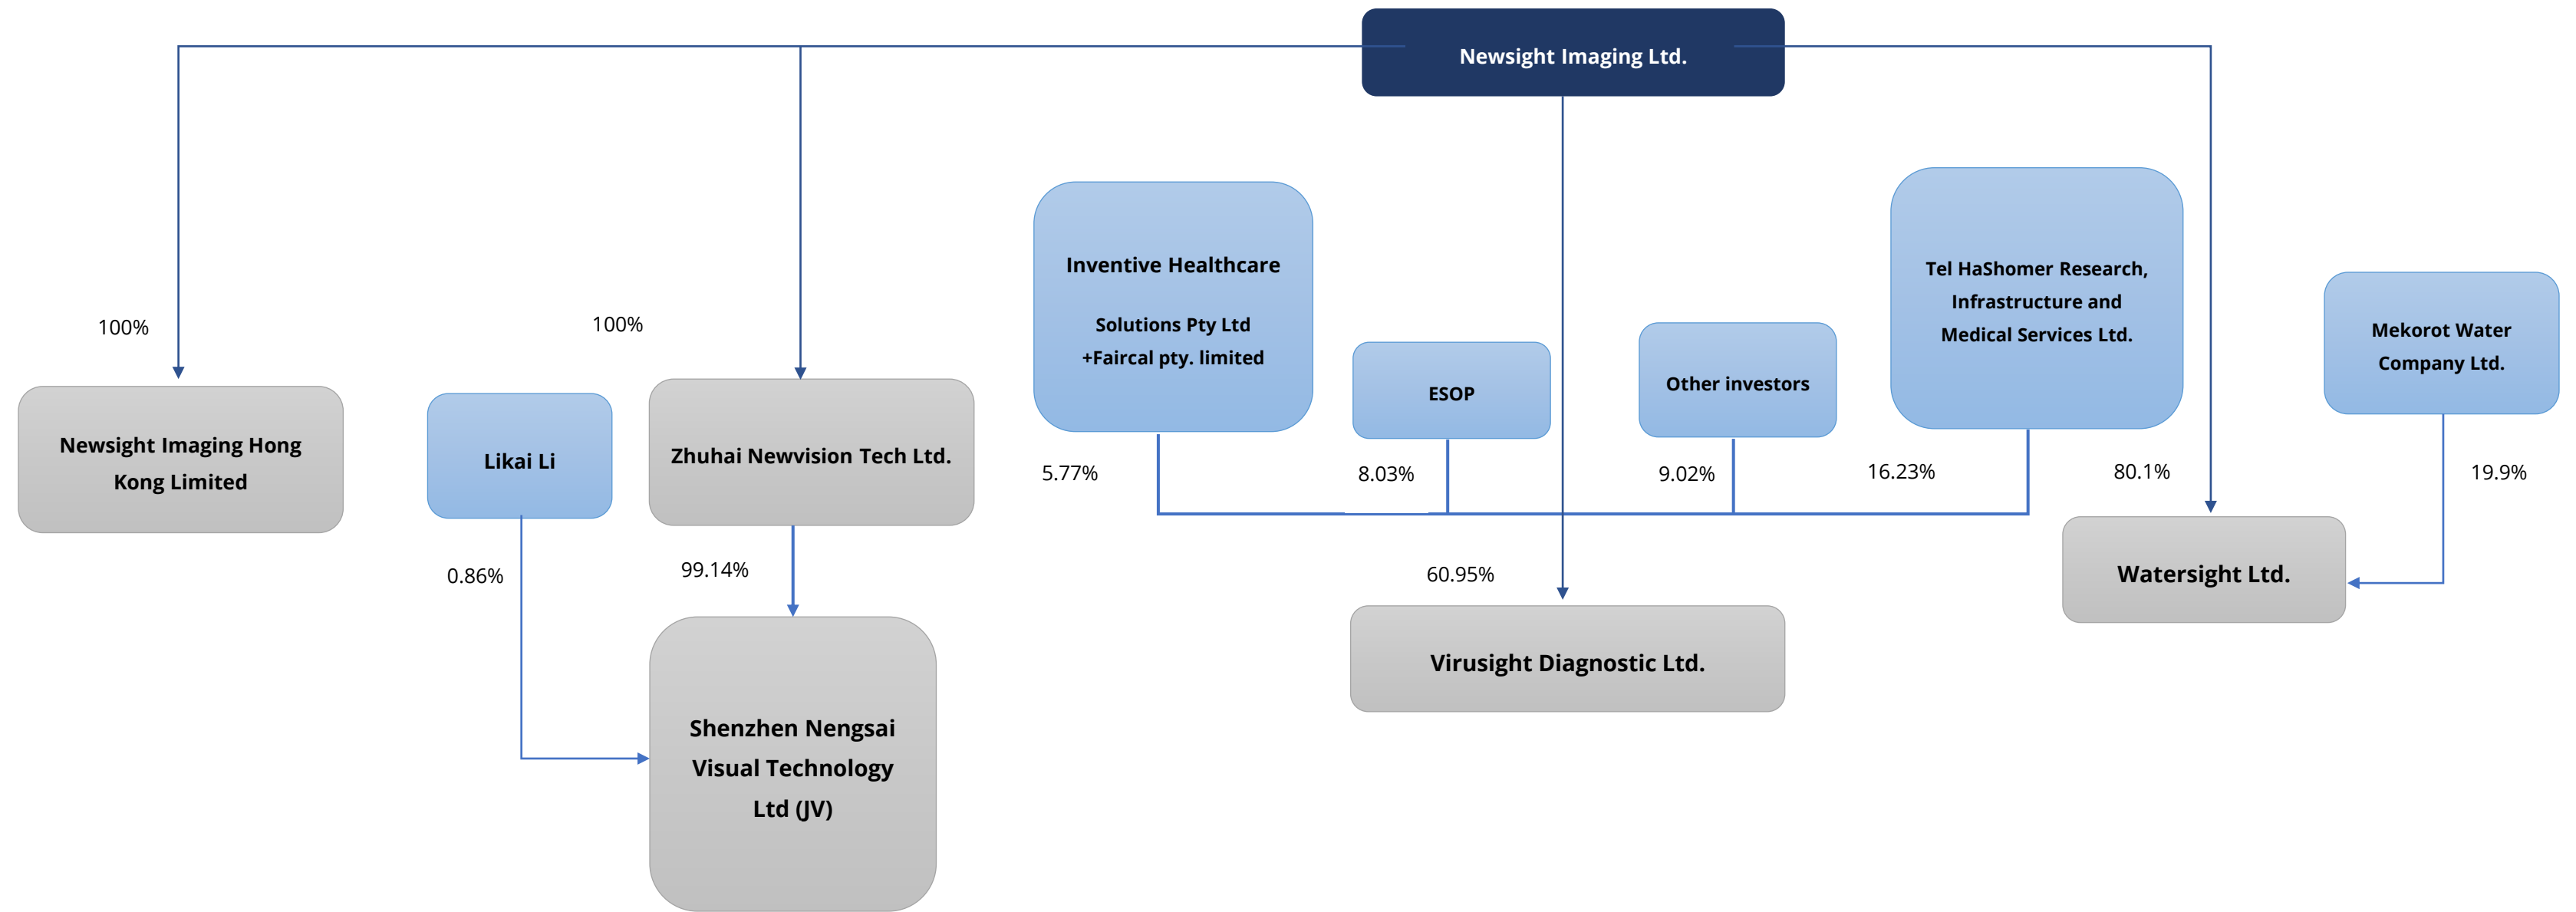 Newsight Imaging Ltd.
Inventive Healthcare
Solutions Pty Ltd
+Faircal pty. limited
Tel HaShomer Research,
Infrastructure and
Medical Services Ltd.
Mekorot Water
Company Ltd.
100%
100%
ESOP
Other investors
Newsight Imaging Hong
Kong Limited
Likai Li
Zhuhai Newvision Tech Ltd.
5.77%
8.03%
9.02%
16.23%
80.1%
19.9%
0.86%
99.14%
60.95%
Watersight Ltd.
Virusight Diagnostic Ltd.
Shenzhen Nengsai
Visual Technology
Ltd (JV)